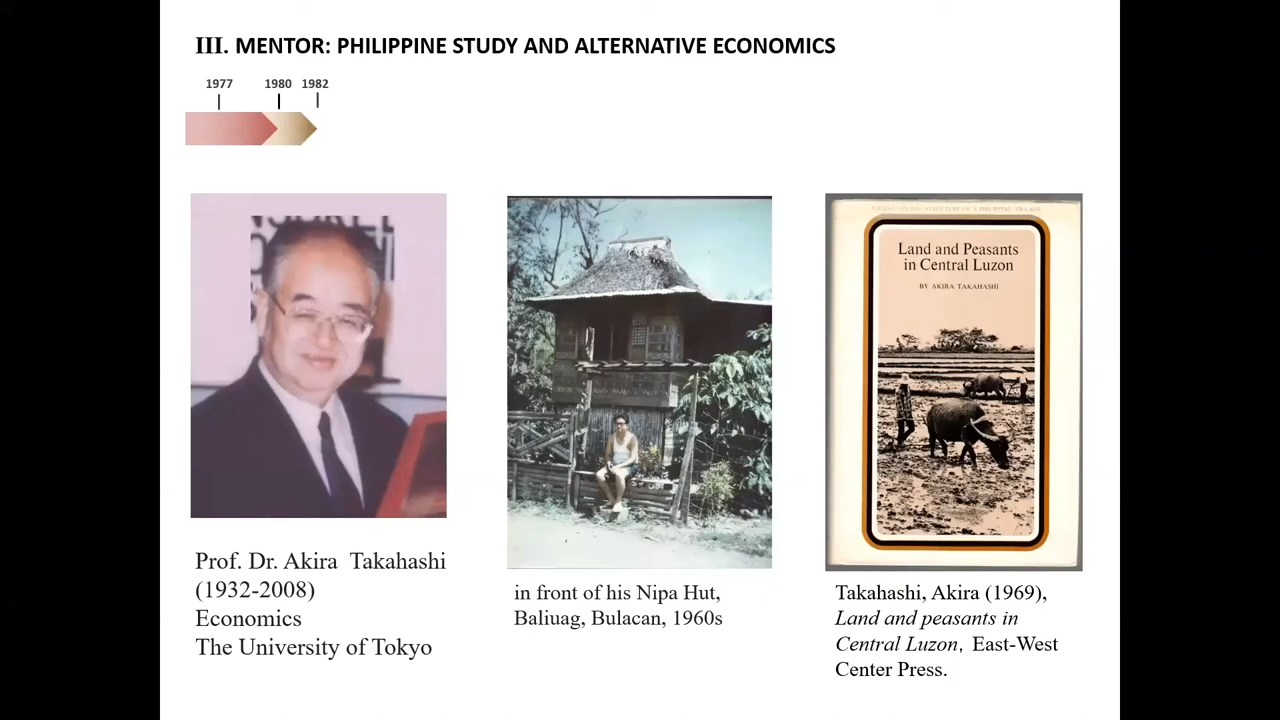 III. MENTOR: PHILIPPINE STUDY AND ALTERNATIVE ECONOMICS
1977 1980 1982
Land and Peasants
in Central Luzon
BY AKIRA TAKAHASHI
Prof. Dr. Akira Takahashi
(1932-2008)
Economics
The University of Tokyo
in front of his Nipa Hut,
Baliuag, Bulacan, 1960s
Takahashi, Akira (1969),
Land and peasants in
Central Luzon, East-West
Center Press.